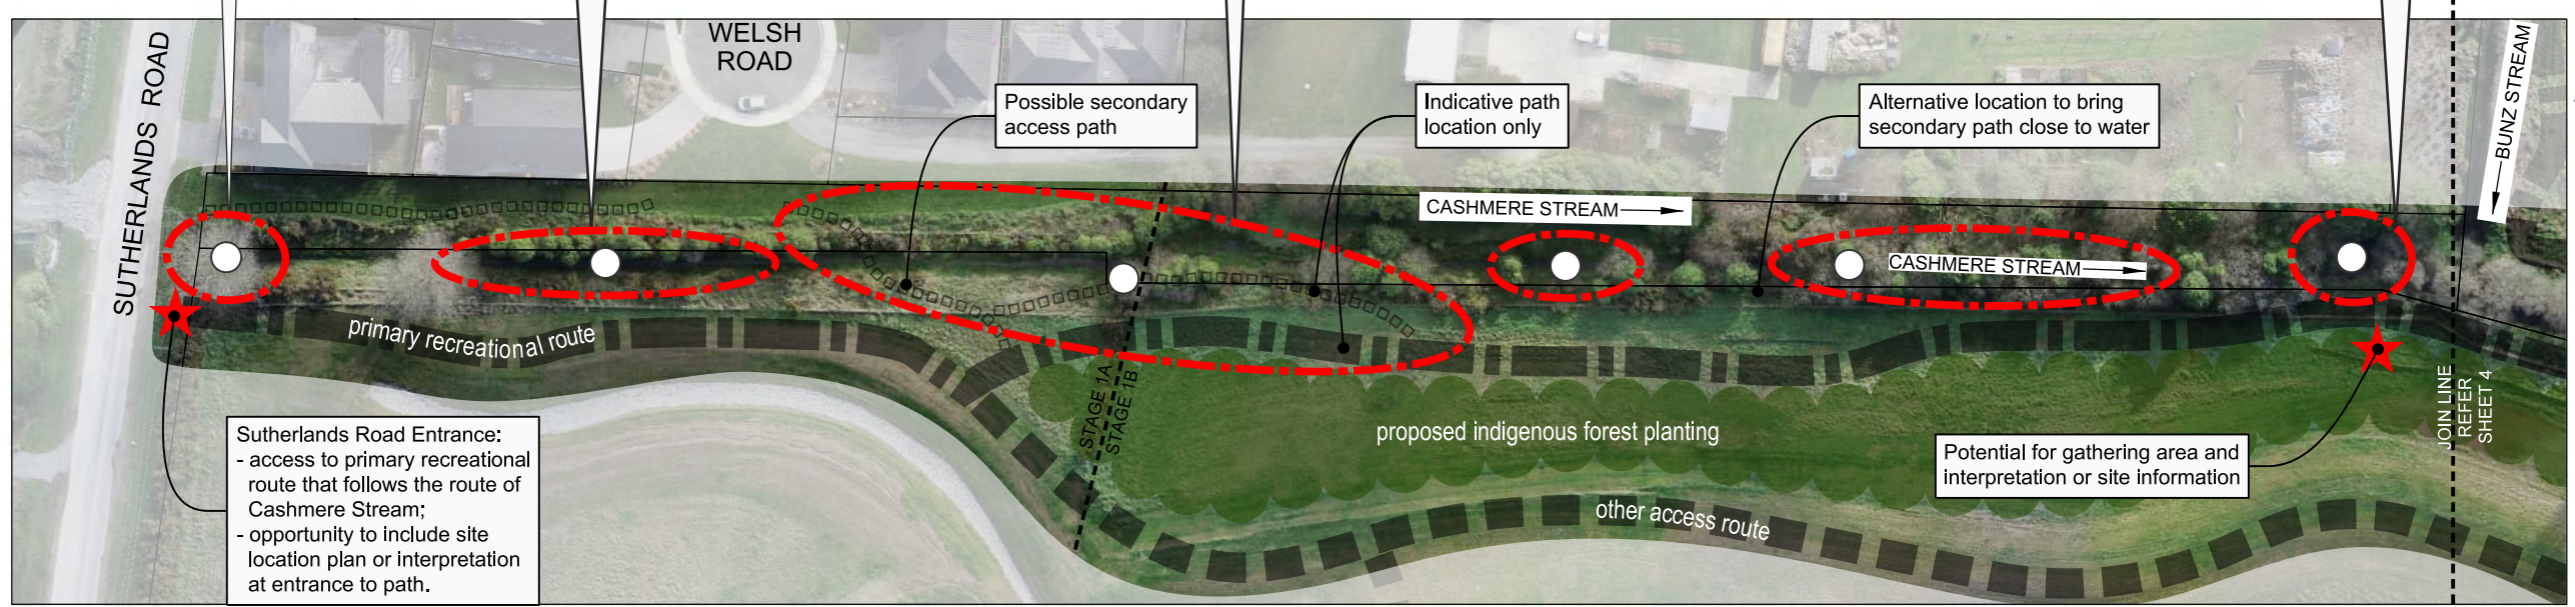 SUTHERLANDS ROAD
WELSH
ROAD
Possible secondary
access path
Indicative path
location only
Alternative location to bring
secondary path close to water
BUNZ STREAM
CASHMERE STREAM
CASHMERE STREAM
primary recreational route
STAGE 1A
STAGE 1B
proposed indigenous forest planting
other access route
Sutherlands Road Entrance:
- access to primary recreational
route that follows the route of
Cashmere Stream;
- opportunity to include site
location plan or interpretation
at entrance to path.
Potential for gathering area and
interpretation or site information
JOIN LINE
REFER
SHEET 4